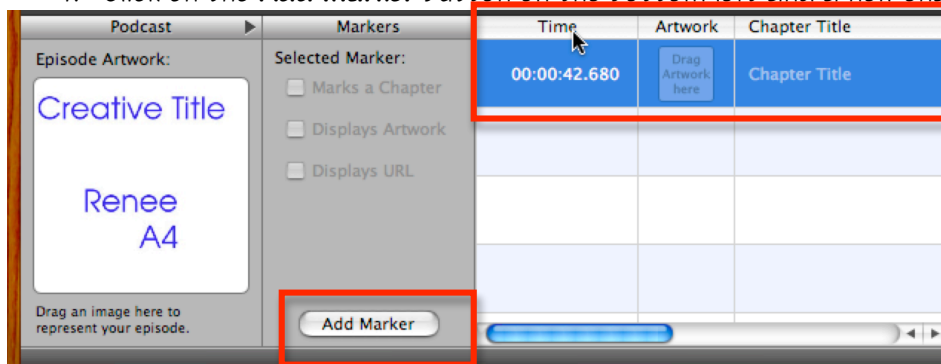 Podcast
Markers
Time
Artwork
Chapter Title
Episode Artwork:
Creative Title
Renee
A4
Drag an image here to
represent your episode.
Selected Marker:
Marks a Chapter
Displays Artwork
Displays URL
Add Marker
00:00:42.680
Drag
Artwork
here
Chapter Title